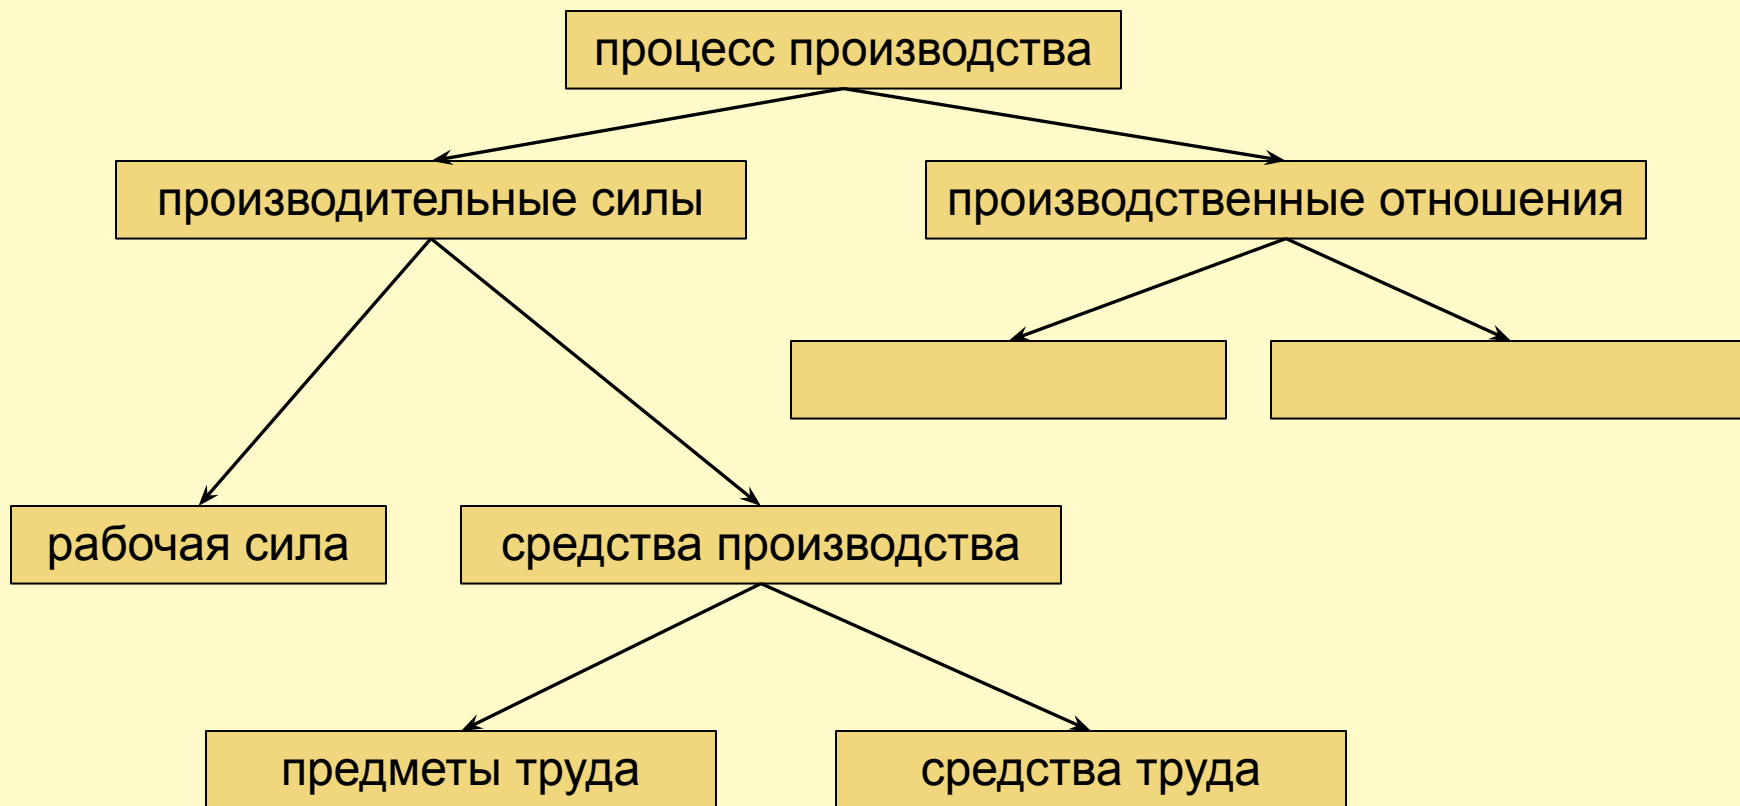 процесс производства
производительные силы
производственные отношения
рабочая сила
средства производства
предметы труда
средства труда